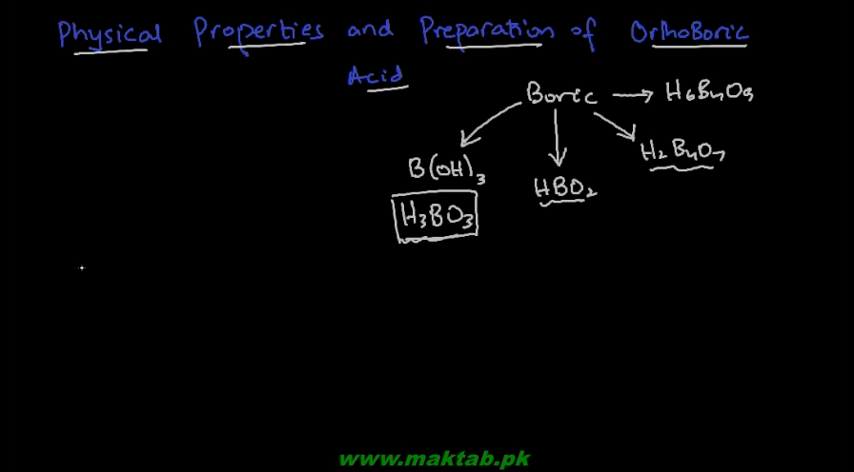 Physical Properties and Preparation of OrthoBoric
Acid
Boric → H₆B₄O₉
B(OH)₃
HBO₂
H₂B₄O₇
H₃BO₃
www.maktab.pk